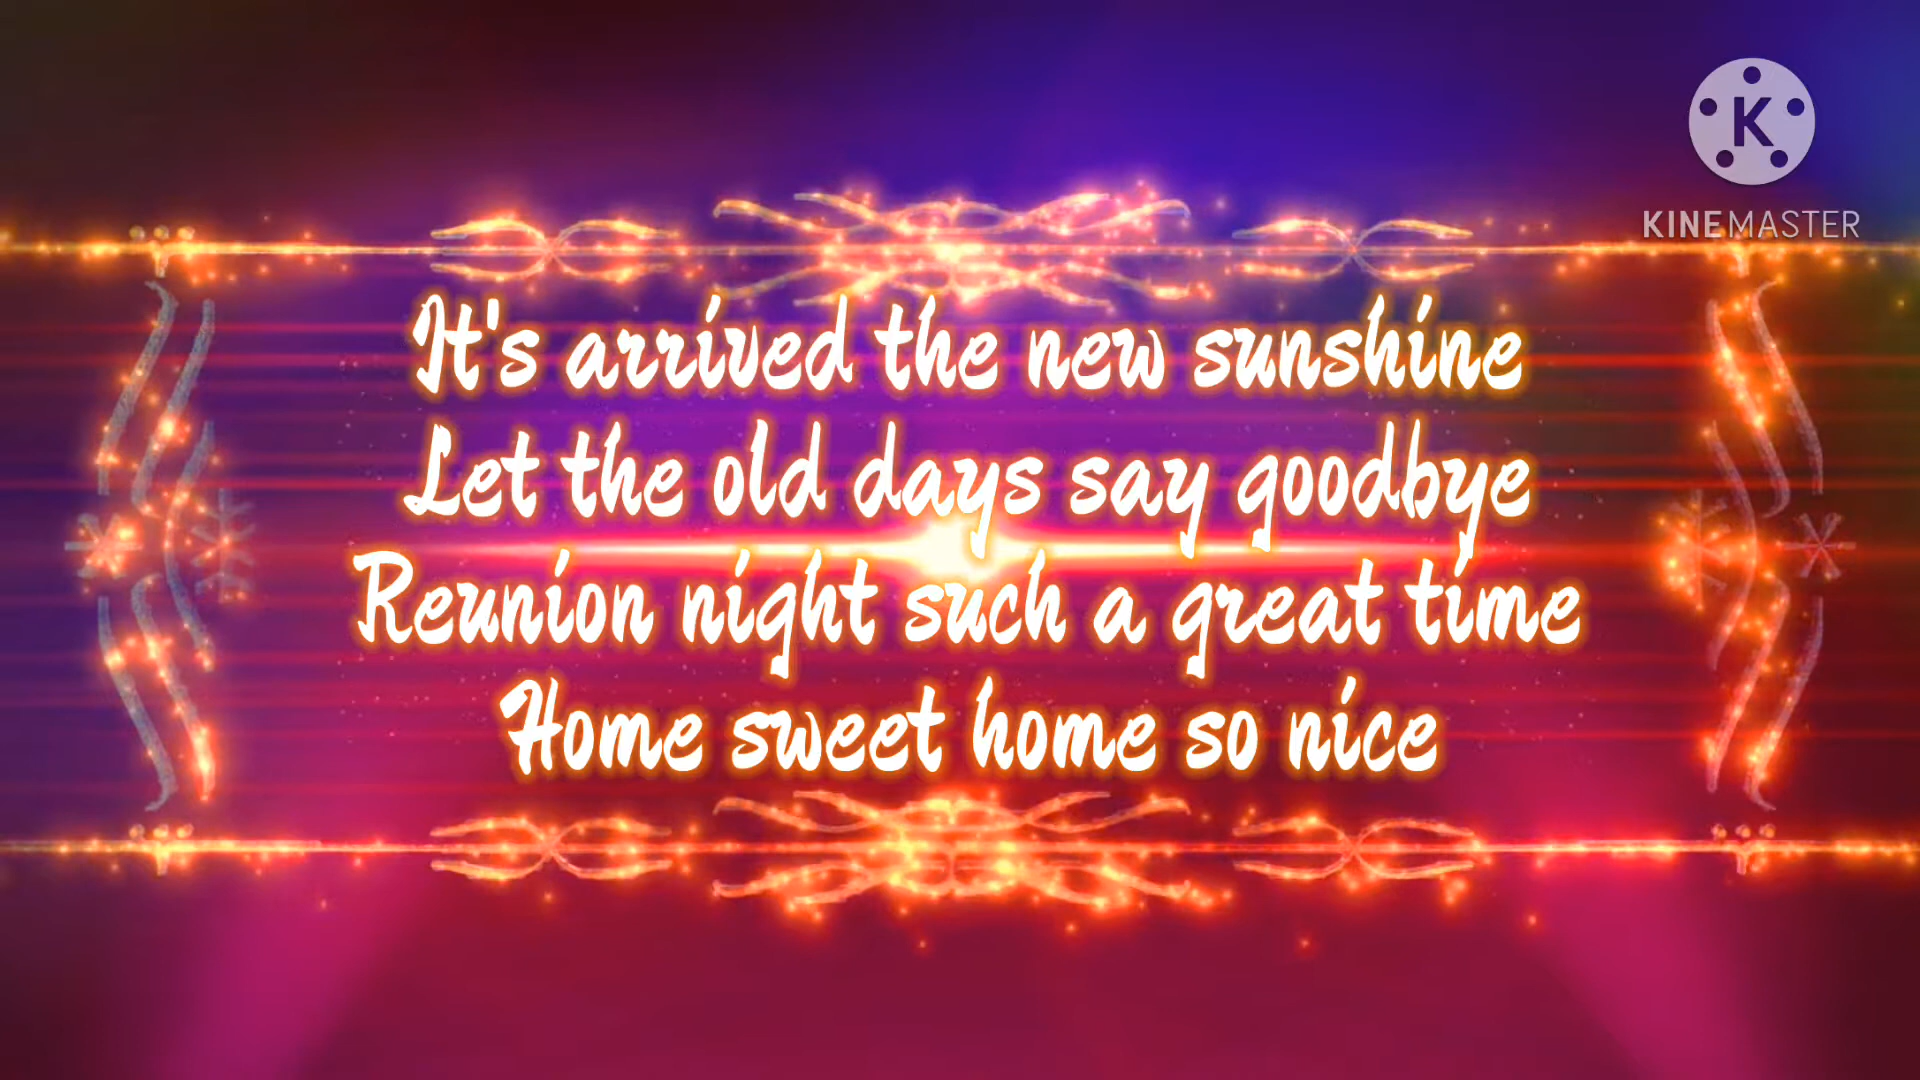 K
KINEMASTER
It's arrived the new sunshine
Let the old days say goodbye
Reunion night such a great time
Home sweet home so nice